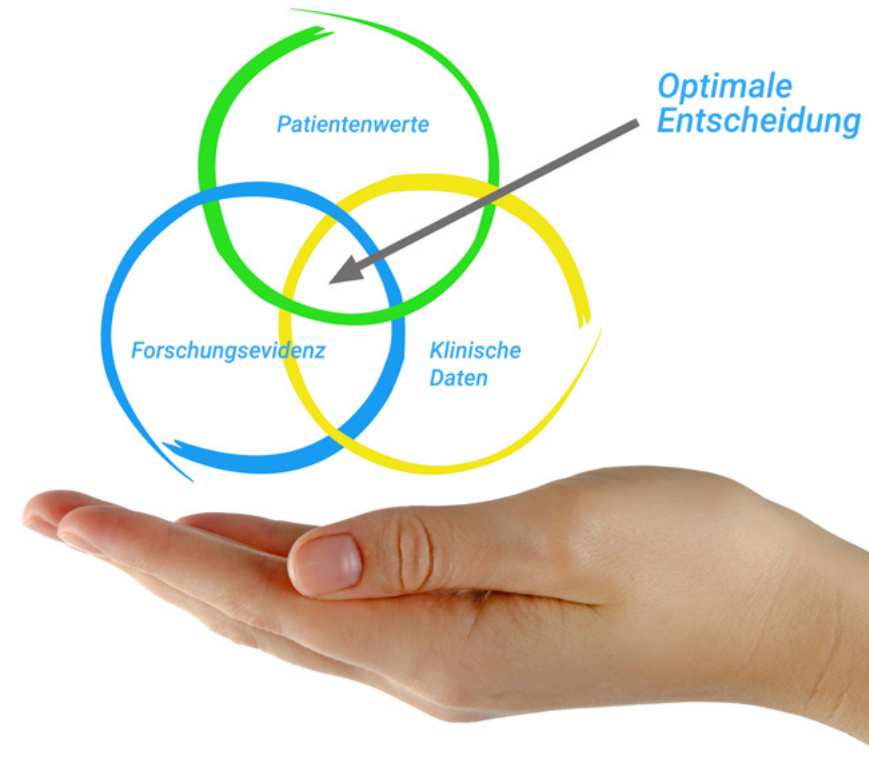 Patientenwerte
Optimale
Entscheidung
Forschungsevidenz
Klinische
Daten